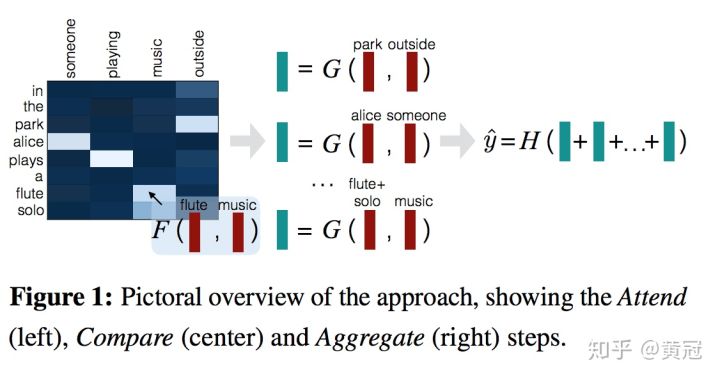 someone
playing
music
outside
in
the
park
alice
plays
a
flute
solo
F ( flute , music )
park outside
= G ( , )
alice someone
= G ( , )
... flute+
solo music
= G ( , )
ŷ = H ( + +...+ )
Figure 1: Pictoral overview of the approach, showing the Attend
(left), Compare (center) and Aggregate (right) steps.
知乎 @黄冠